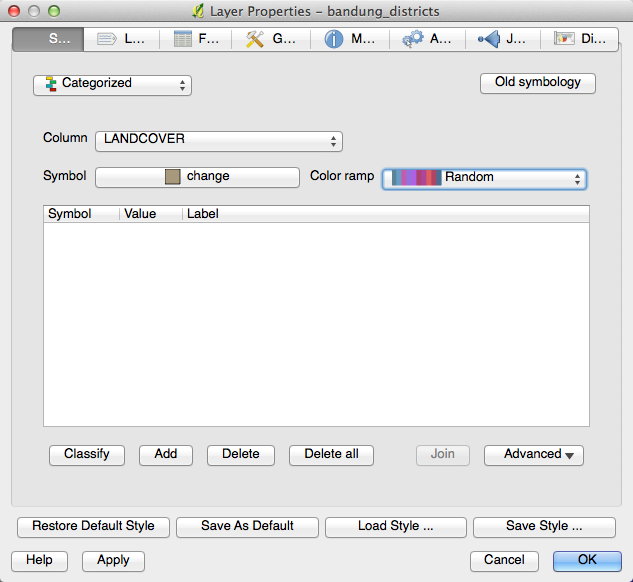 Layer Properties – bandung_districts
S... L... F... G... M... A... J... Di...
Categorized Old symbology
Column LANDCOVER
Symbol change Color ramp Random
Symbol Value Label
Classify Add Delete Delete all Join Advanced
Restore Default Style Save As Default Load Style ... Save Style ...
Help Apply Cancel OK